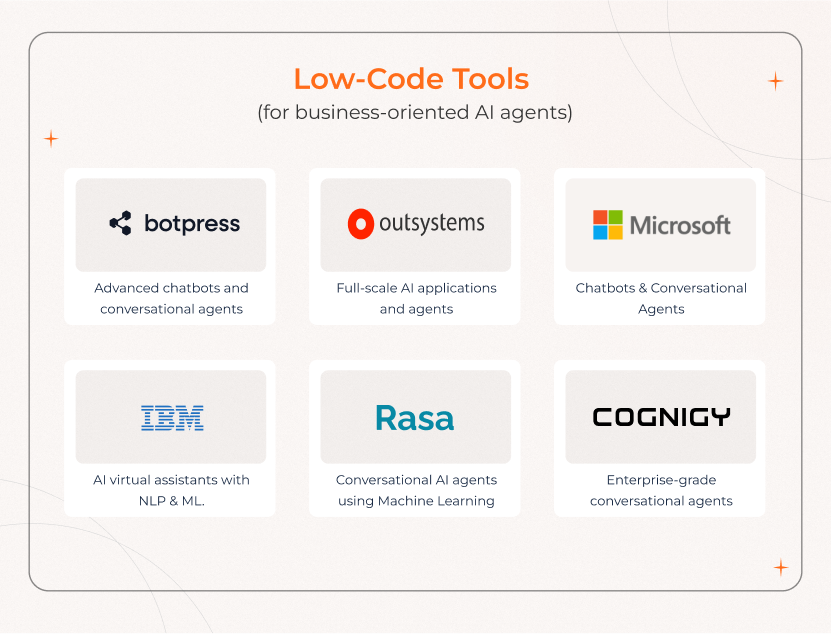 Low-Code Tools
(for business-oriented AI agents)
botpress
Advanced chatbots and
conversational agents
outsystems
Full-scale AI applications
and agents
Microsoft
Chatbots & Conversational
Agents
IBM
AI virtual assistants with
NLP & ML.
Rasa
Conversational AI agents
using Machine Learning
COGNIGY
Enterprise-grade
conversational agents